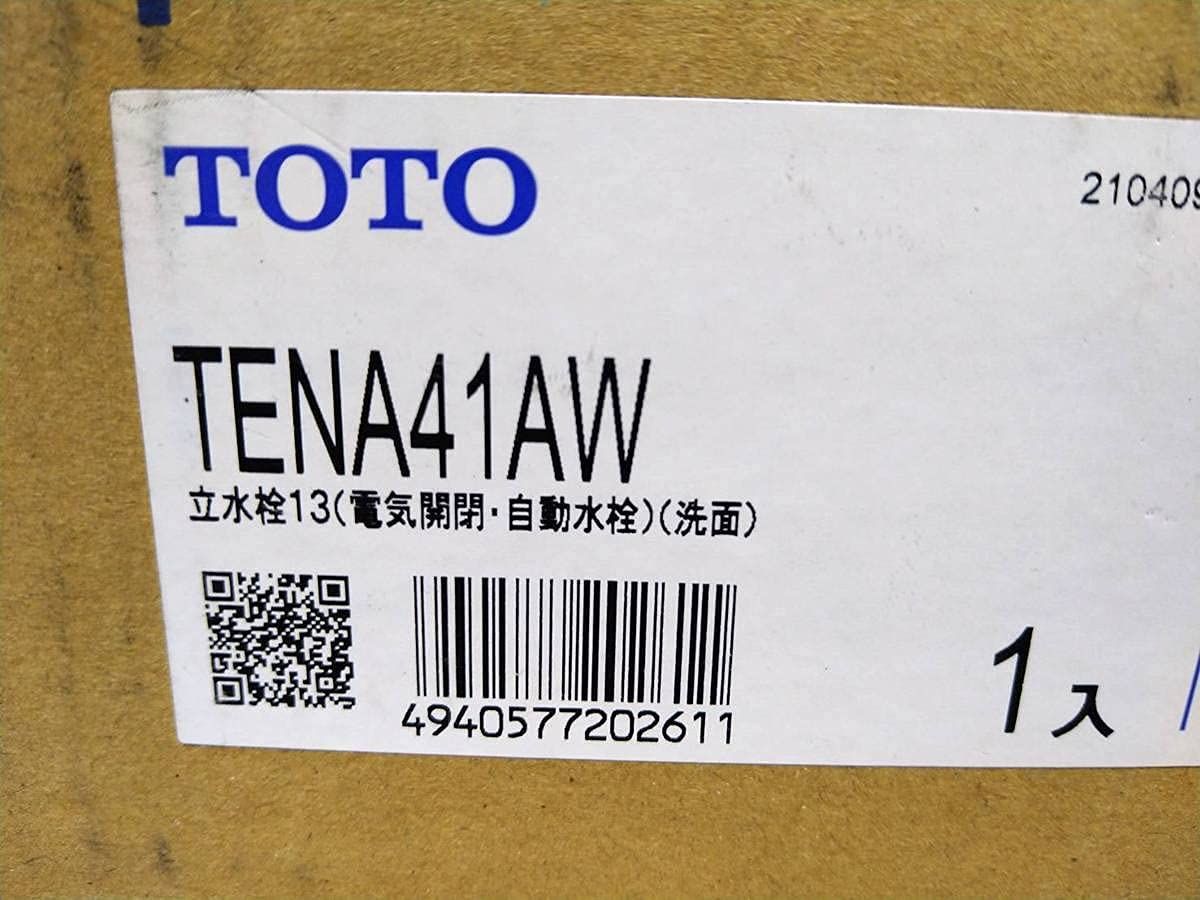 TOTO
210409
TENA41AW
立水栓13(電気開閉・自動水栓)(洗面)
4940577202611
1入